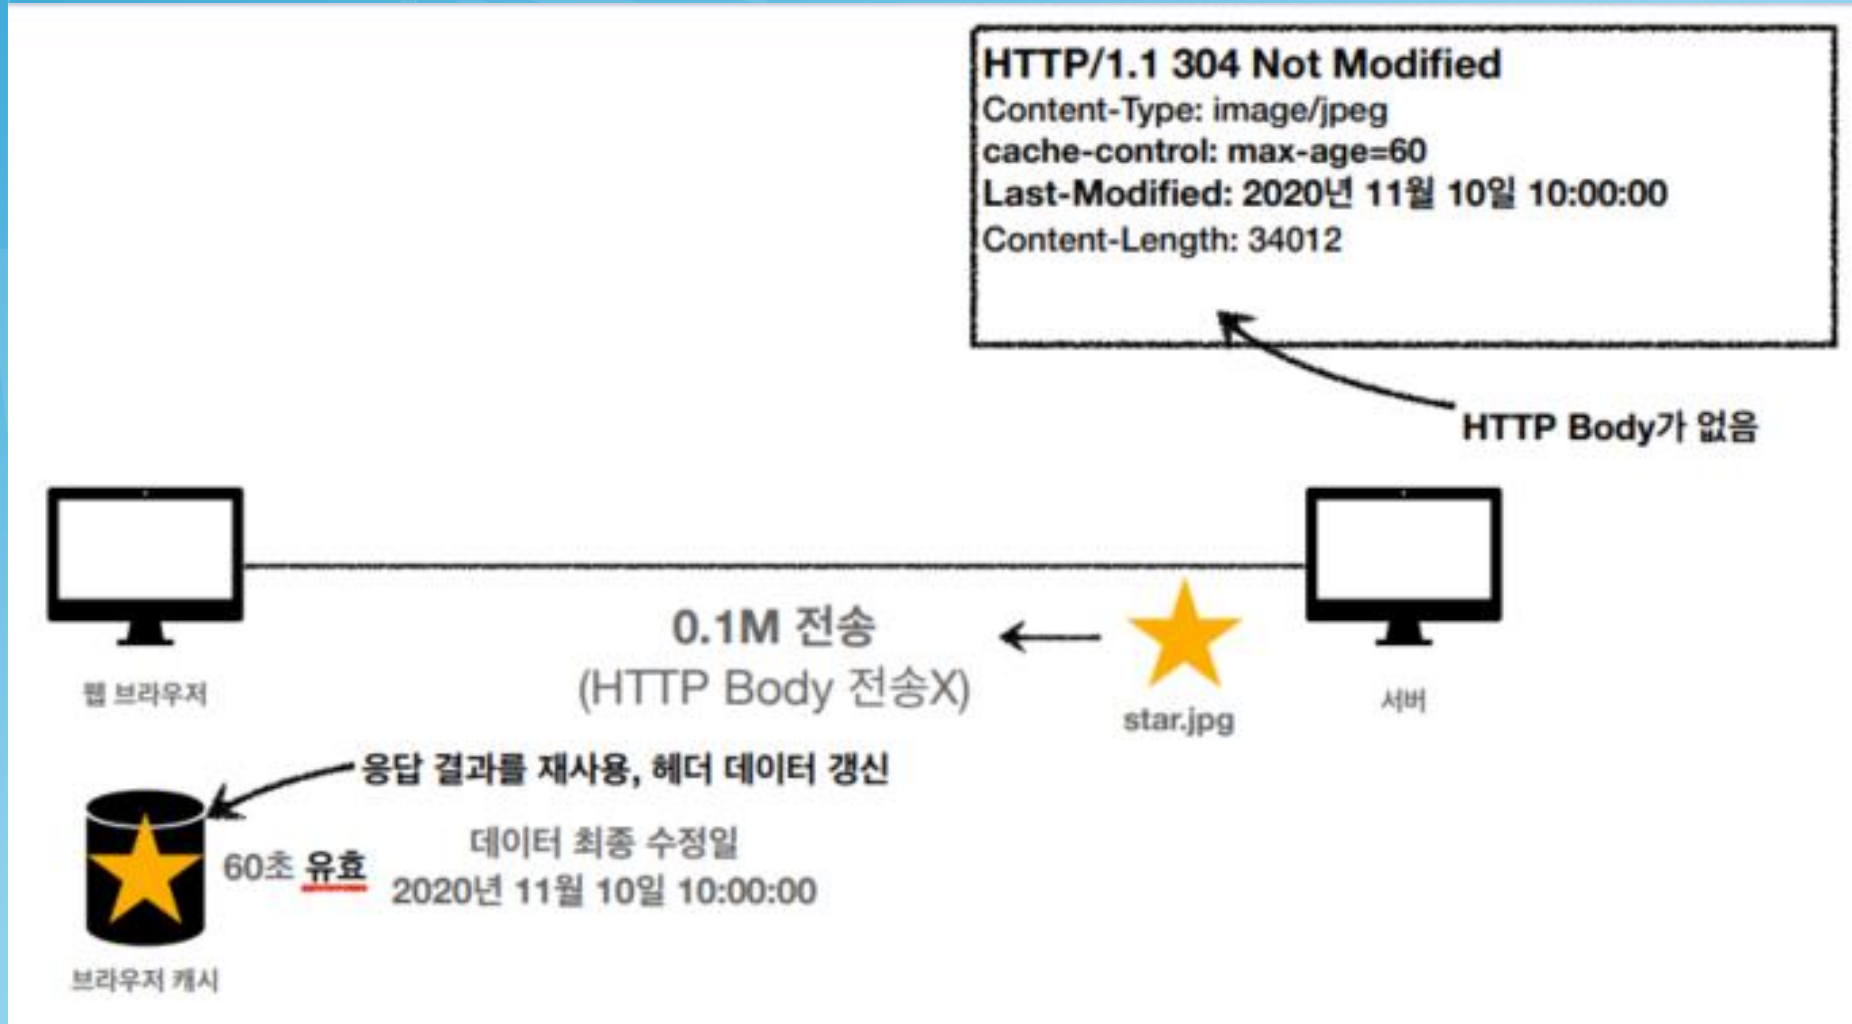 HTTP/1.1 304 Not Modified
Content-Type: image/jpeg
cache-control: max-age=60
Last-Modified: 2020년 11월 10일 10:00:00
Content-Length: 34012
HTTP Body가 없음
0.1M 전송
(HTTP Body 전송X)
웹 브라우저
star.jpg
서버
응답 결과를 재사용, 헤더 데이터 갱신
60초 유효
데이터 최종 수정일
2020년 11월 10일 10:00:00
브라우저 캐시